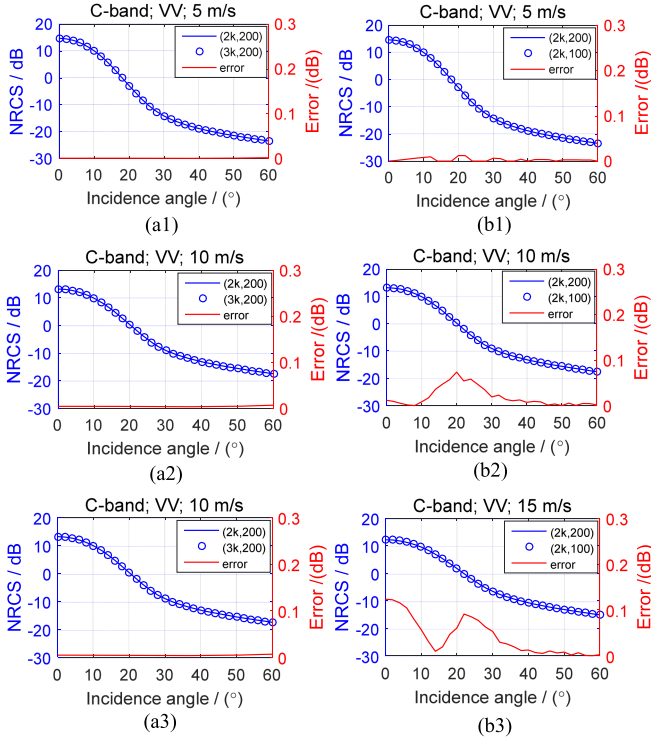 C-band; VV; 5 m/s
NRCS / dB
20
10
0
-10
-20
-30
(2k,200)
(3k,200)
error
0.3
0.2
0.1
0
Error /(dB)
0 10 20 30 40 50 60
Incidence angle / (°)
(a1)
C-band; VV; 5 m/s
NRCS / dB
20
10
0
-10
-20
-30
(2k,200)
(2k,100)
error
0.3
0.2
0.1
0
Error /(dB)
0 10 20 30 40 50 60
Incidence angle / (°)
(b1)
C-band; VV; 10 m/s
NRCS / dB
20
10
0
-10
-20
-30
(2k,200)
(3k,200)
error
0.3
0.2
0.1
0
Error /(dB)
0 10 20 30 40 50 60
Incidence angle / (°)
(a2)
C-band; VV; 10 m/s
NRCS / dB
20
10
0
-10
-20
-30
(2k,200)
(2k,100)
error
0.3
0.2
0.1
0
Error /(dB)
0 10 20 30 40 50 60
Incidence angle / (°)
(b2)
C-band; VV; 10 m/s
NRCS / dB
20
10
0
-10
-20
-30
(2k,200)
(3k,200)
error
0.3
0.2
0.1
0
Error /(dB)
0 10 20 30 40 50 60
Incidence angle / (°)
(a3)
C-band; VV; 15 m/s
NRCS / dB
20
10
0
-10
-20
-30
(2k,200)
(2k,100)
error
0.3
0.2
0.1
0
Error /(dB)
0 10 20 30 40 50 60
Incidence angle / (°)
(b3)